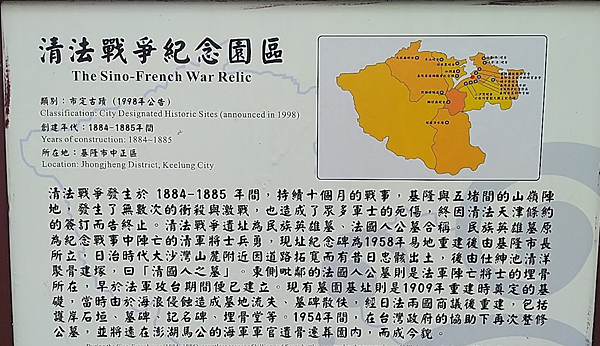 清法戰爭紀念園區
The Sino-French War Relic
類別：市定古蹟（1998年公告）
Classification: City Designated Historic Sites (announced in 1998)
創建年代：1884-1885年間
Years of construction: 1884~1885
所在地：基隆市中正區
Location: Jhongjheng District, Keelung City
清法戰爭發生於 1884-1885 年間，持續十個月的戰事，基隆與五堵間的山嶺陣
地，發生了無數次的衝殺與激戰，也造成了眾多軍士的死傷，終因清法天津條約
的簽訂而告終止。清法戰爭遺址為民族英雄墓、法國人公墓合稱。民族英雄墓原
為紀念戰事中陣亡的清軍將士兵勇，現址紀念碑為1958年易地重建後由基隆市長
所立，日治時代大沙灣山麓附近因道路拓寬而有昔日忠骸出土，後由仕紳池清洋
聚骨建塚，曰「清國人之墓」。東側毗鄰的法國人公墓則是法軍陣亡將士的埋骨
所在，早於法軍攻台期間便已建立。現有墓園基址則是1909年重建時奠定的基
礎，當時由於海浪侵蝕造成墓地流失、墓碑散佚，經日法兩國商議後重建，包括
護岸石垣、墓碑、記名碑、埋骨堂等。1954年間，在台灣政府的協助下再次整修
公墓，並將遠在澎湖馬公的海軍軍官遺骨遷葬園內，而成今貌。